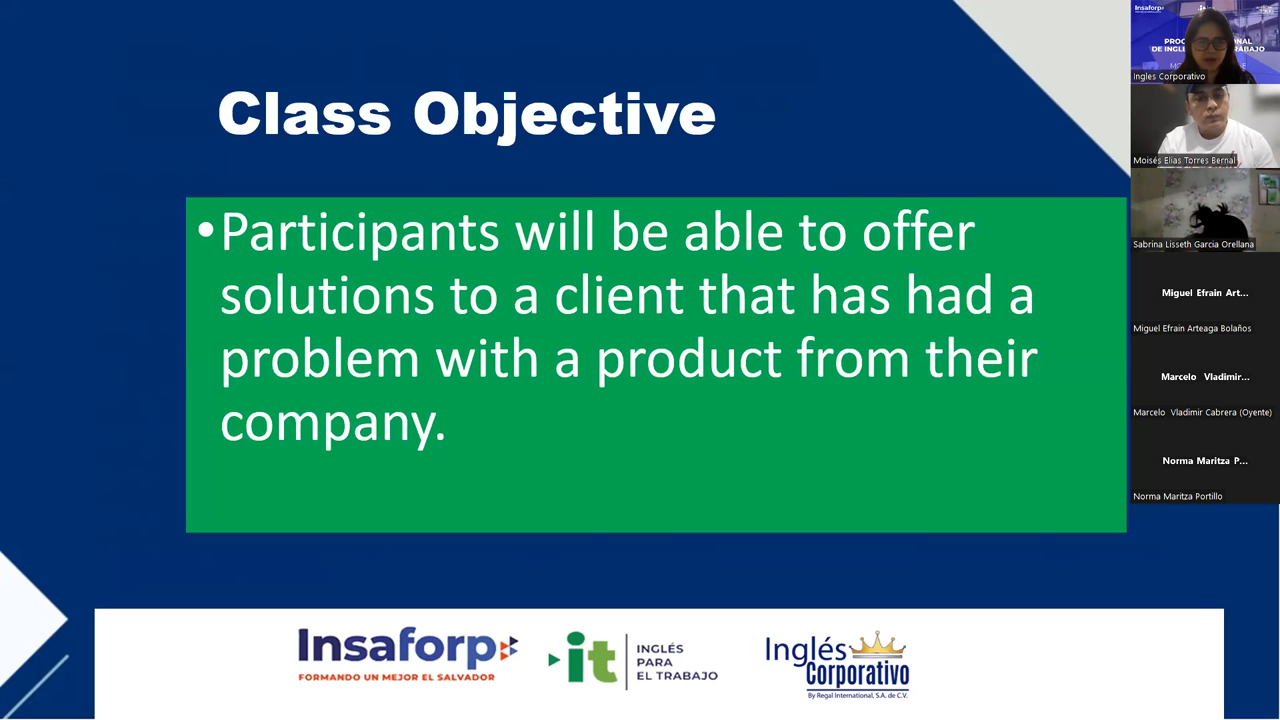 Class Objective
•Participants will be able to offer
solutions to a client that has had a
problem with a product from their
company.
Insaforp
FORMANDO UN MEJOR EL SALVADOR
it
INGLÉS
PARA
EL TRABAJO
Inglés
Corporativo
By Regal International, S.A. de C.V.
Insaforp
DE INGL
TRABAJO
Ingles Corporativo
Moisés Elias Torres Bernal
Sabrina Lisseth Garcia Orellana
Miguel Efrain Art...
Miguel Efrain Arteaga Bolaños
Marcelo Vladimir...
Marcelo Vladimir Cabrera (Oyente)
Norma Maritza P...
Norma Maritza Portillo